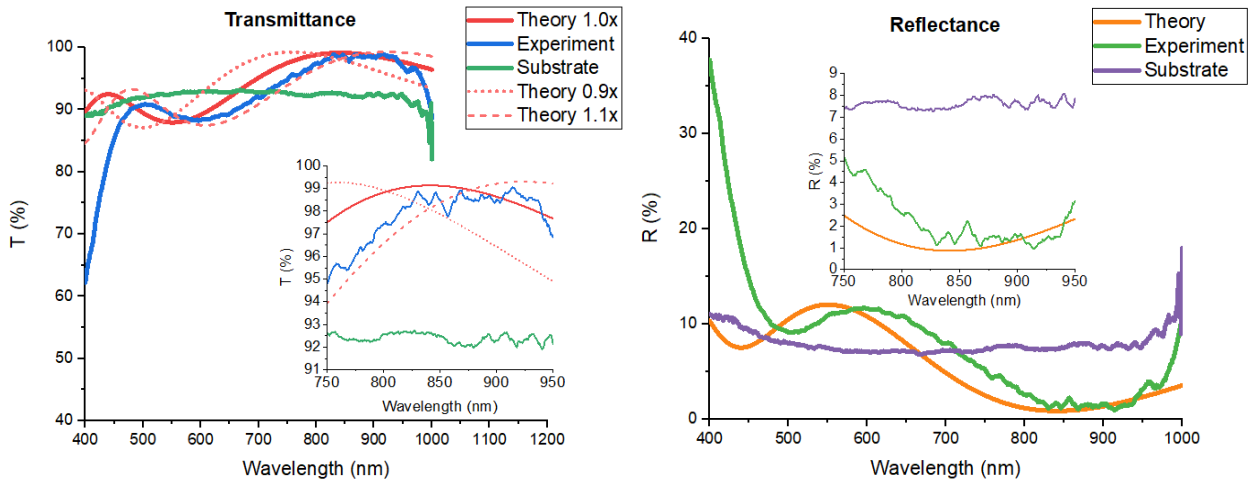 Transmittance
Theory 1.0x
Experiment
Substrate
Theory 0.9x
Theory 1.1x
T (%)
100
90
80
70
60
50
40
400 500 600 700 800 900 1000 1100 1200
Wavelength (nm)
T (%)
100
99
98
97
96
95
94
93
92
91
750 800 850 900 950
Wavelength (nm)
Reflectance
Theory
Experiment
Substrate
R (%)
40
30
20
10
0
400 500 600 700 800 900 1000
Wavelength (nm)
R (%)
9
8
7
6
5
4
3
2
1
0
750 800 850 900 950
Wavelength (nm)